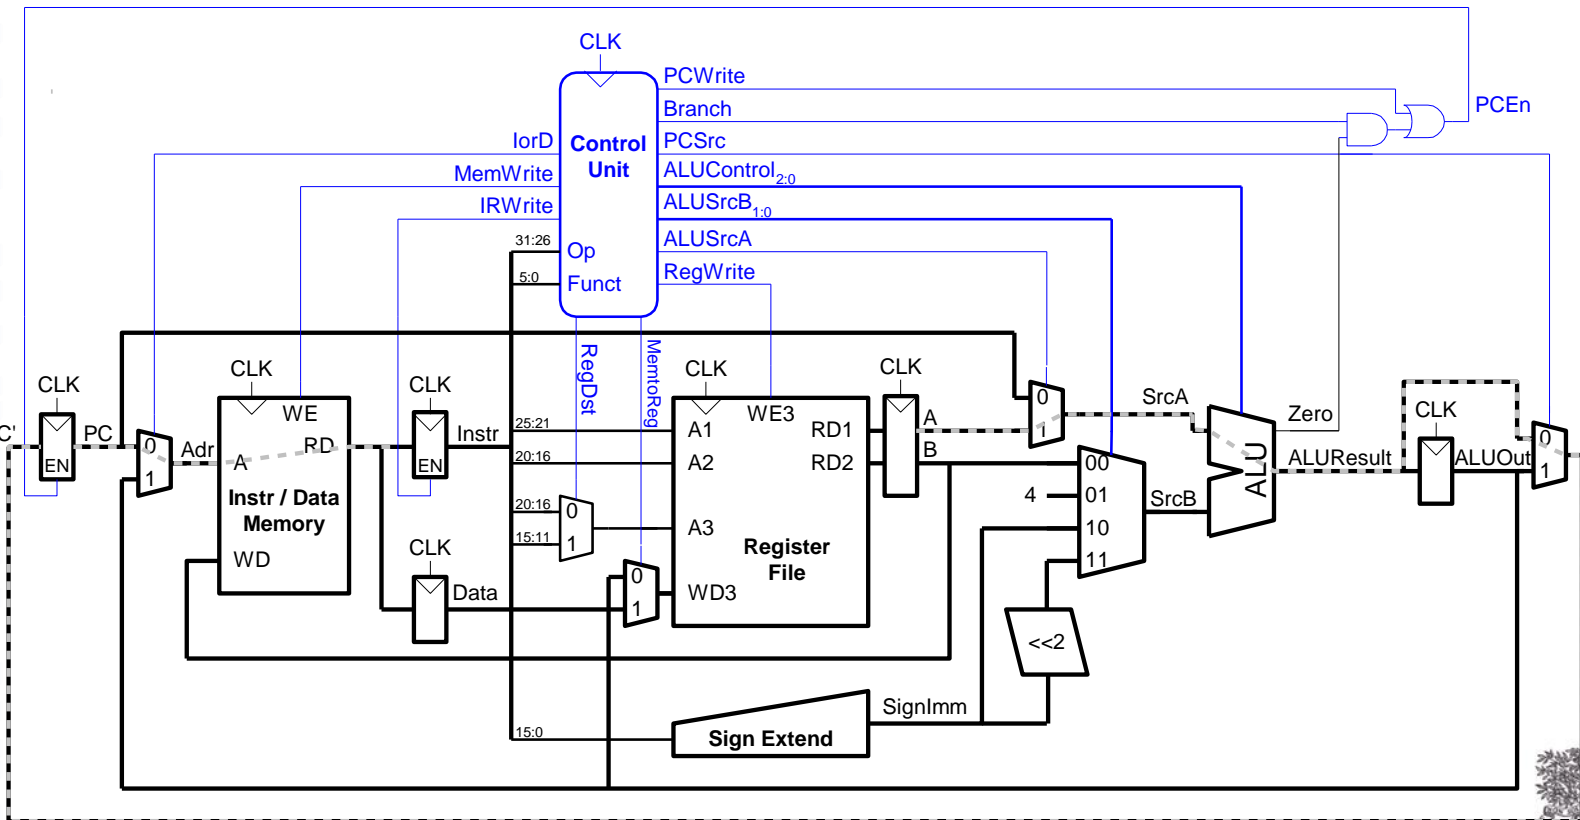 CLK
PCWrite
Branch
PCEn
IorD
Control
Unit
PCSrc
MemWrite
ALUControl2:0
IRWrite
ALUSrcB1:0
31:26
Op
ALUSrcA
5:0
Funct
RegWrite
RegDst
MemtoReg
CLK
CLK
CLK
CLK
CLK
CLK
C'
PC
EN
0
1
Adr
WE
A
RD
Instr / Data
Memory
WD
EN
Instr
CLK
Data
25:21
20:16
20:16
15:11
0
1
0
1
WE3
A1
RD1
A2
RD2
A3
Register
File
WD3
A
B
0
SrcA
4
00
01
10
11
SrcB
ALU
Zero
ALUResult
ALUOut
0
1
<<2
SignImm
15:0
Sign Extend